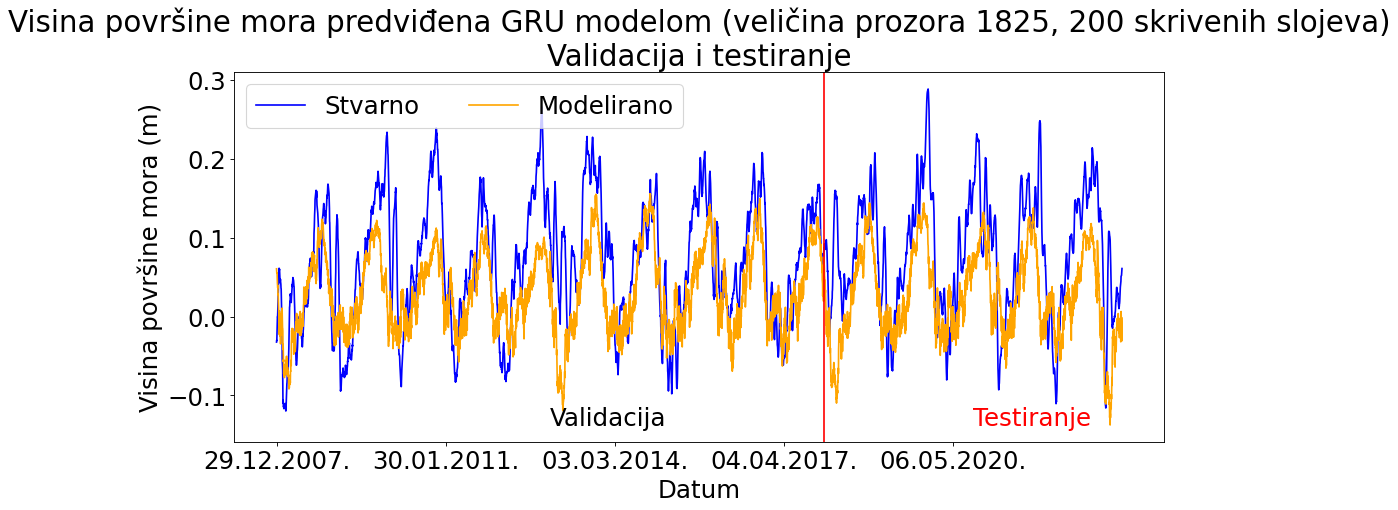 Visina površine mora predviđena GRU modelom (veličina prozora 1825, 200 skrivenih slojeva)
Validacija i testiranje
Stvarno
Modelirano
Visina površine mora (m)
0.3
0.2
0.1
0.0
−0.1
Validacija
Testiranje
29.12.2007.
30.01.2011.
03.03.2014.
04.04.2017.
06.05.2020.
Datum